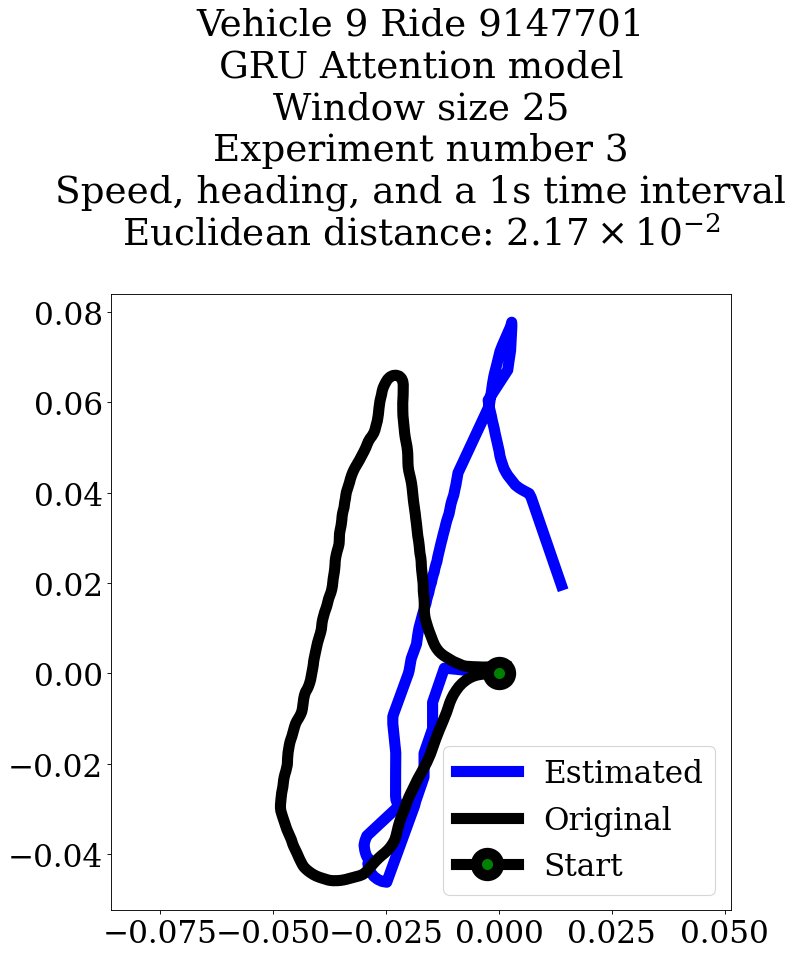 Vehicle 9 Ride 9147701
GRU Attention model
Window size 25
Experiment number 3
Speed, heading, and a 1s time interval
Euclidean distance: 2.17 × 10⁻²
0.08
0.06
0.04
0.02
0.00
−0.02
−0.04
Estimated
Original
Start
−0.075 −0.050 −0.025 0.000 0.025 0.050